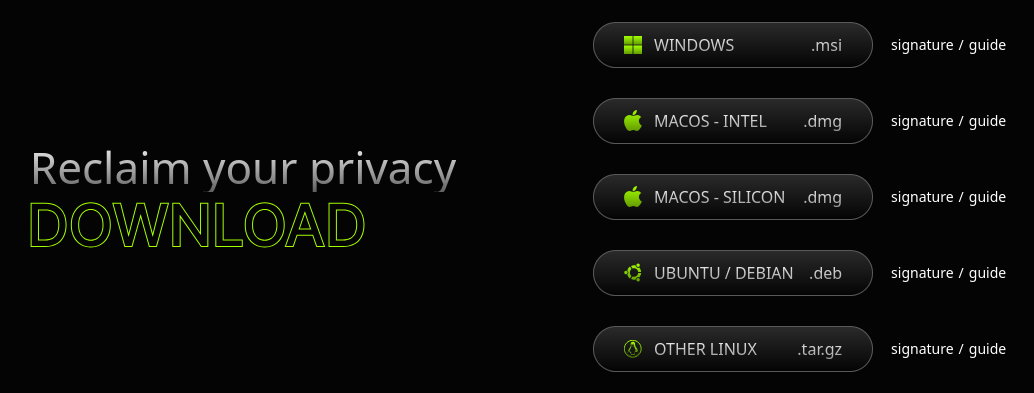 Reclaim your privacy
DOWNLOAD
WINDOWS .msi signature / guide
MACOS - INTEL .dmg signature / guide
MACOS - SILICON .dmg signature / guide
UBUNTU / DEBIAN .deb signature / guide
OTHER LINUX .tar.gz signature / guide